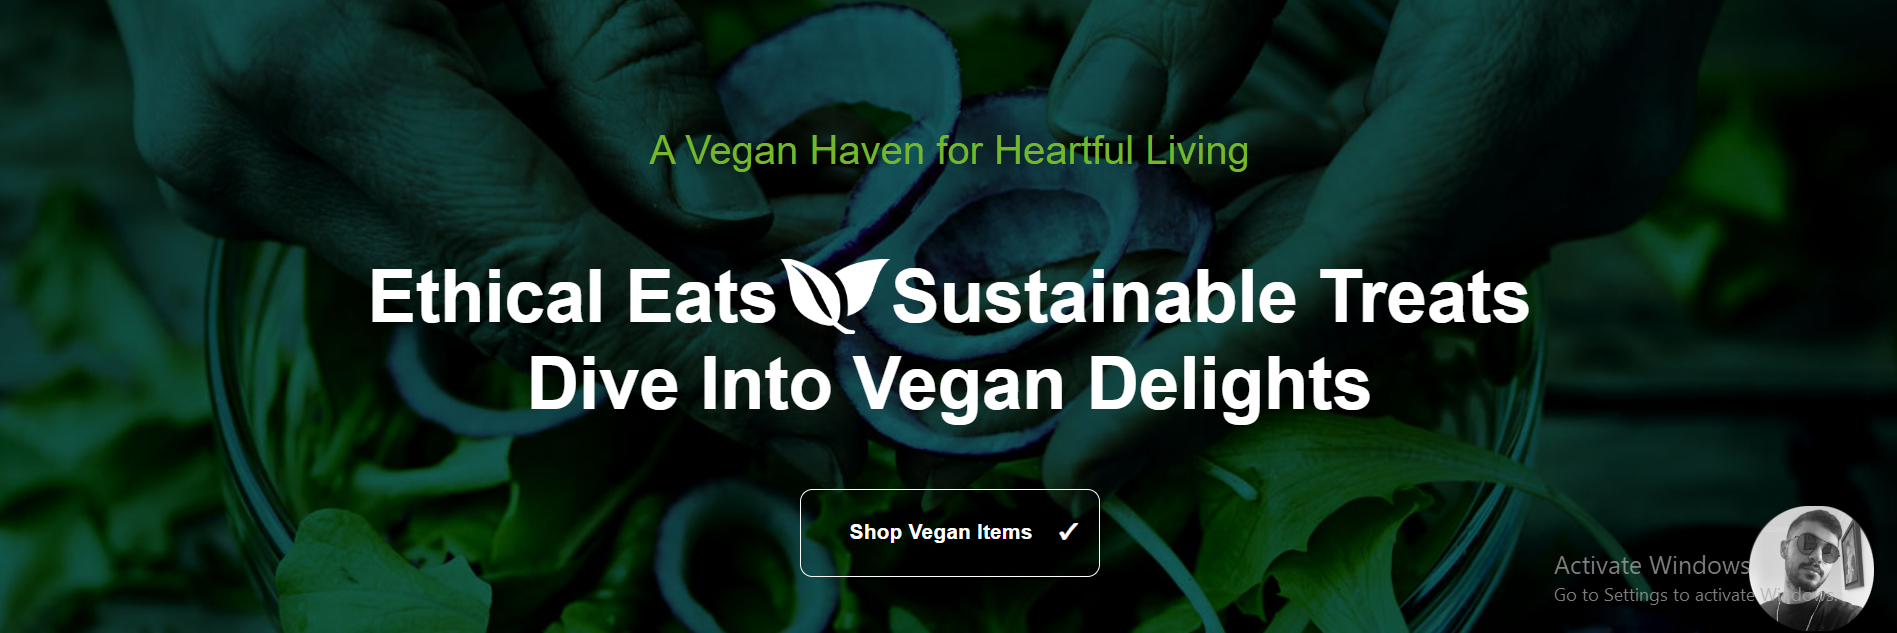 A Vegan Haven for Heartful Living
Ethical Eats Sustainable Treats
Dive Into Vegan Delights
Shop Vegan Items ✓
Activate Windows
Go to Settings to activate Windows.